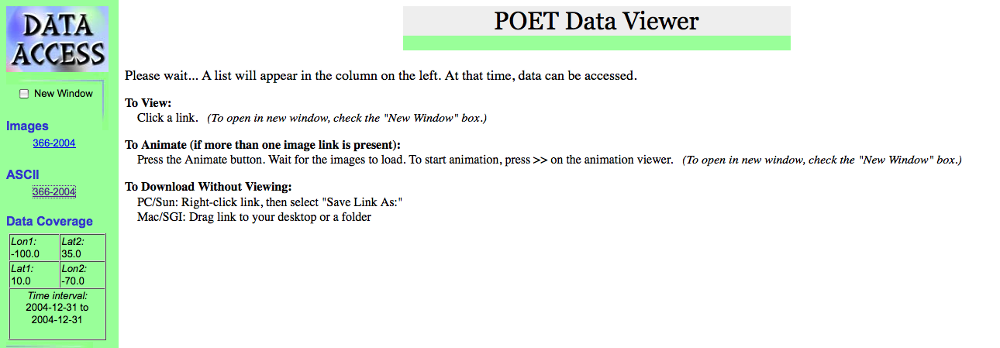 DATA
ACCESS
New Window
Images
366-2004
ASCII
366-2004
Data Coverage
Lon1: Lat2:
-100.0 35.0
Lat1: Lon2:
10.0 -70.0
Time interval:
2004-12-31 to
2004-12-31
POET Data Viewer
Please wait... A list will appear in the column on the left. At that time, data can be accessed.
To View:
Click a link. (To open in new window, check the "New Window" box.)
To Animate (if more than one image link is present):
Press the Animate button. Wait for the images to load. To start animation, press >> on the animation viewer. (To open in new window, check the "New Window" box.)
To Download Without Viewing:
PC/Sun: Right-click link, then select "Save Link As:"
Mac/SGI: Drag link to your desktop or a folder